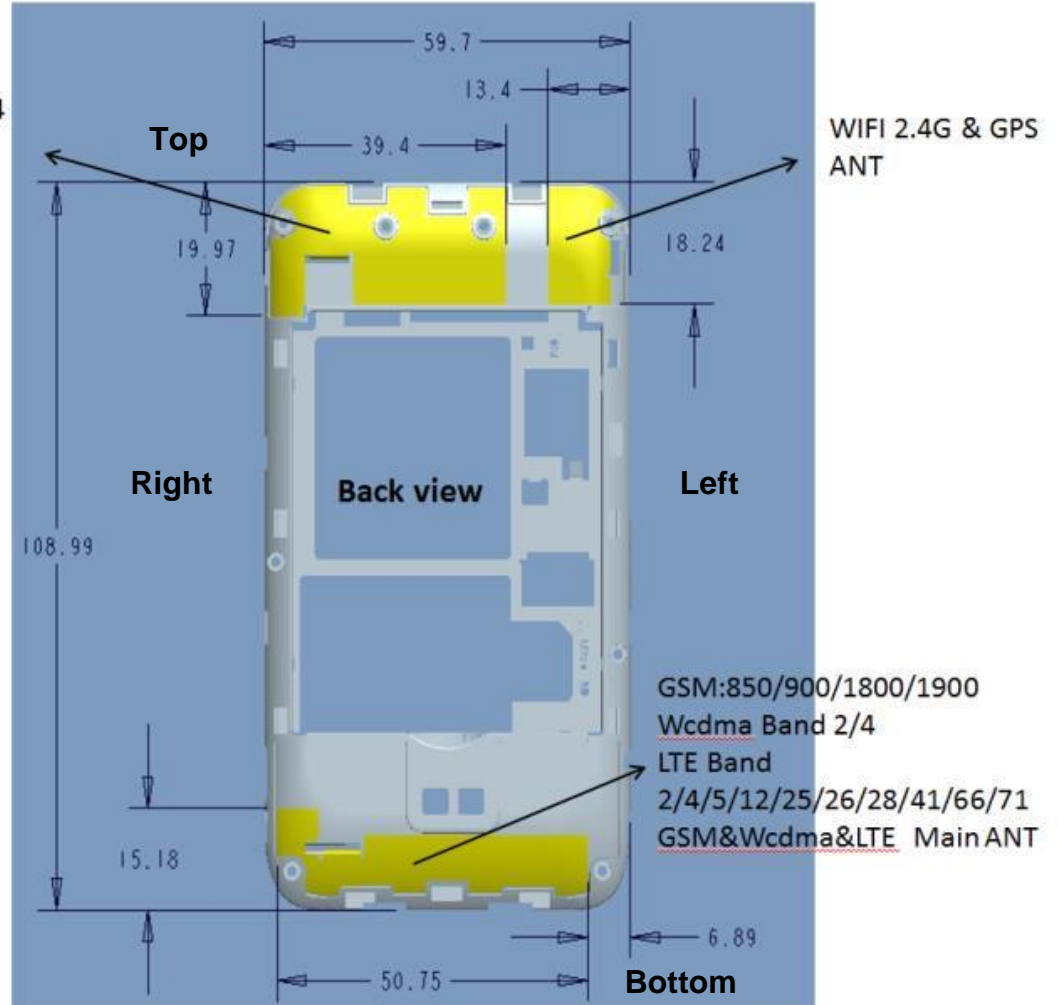 59.7
13.4
4
WIFI 2.4G & GPS
ANT
Top
39.4
19.97
18.24
Right
Back view
Left
108.99
GSM:850/900/1800/1900
Wcdma Band 2/4
LTE Band
2/4/5/12/25/26/28/41/66/71
GSM&Wcdma&LTE Main ANT
15.18
6.89
50.75
Bottom